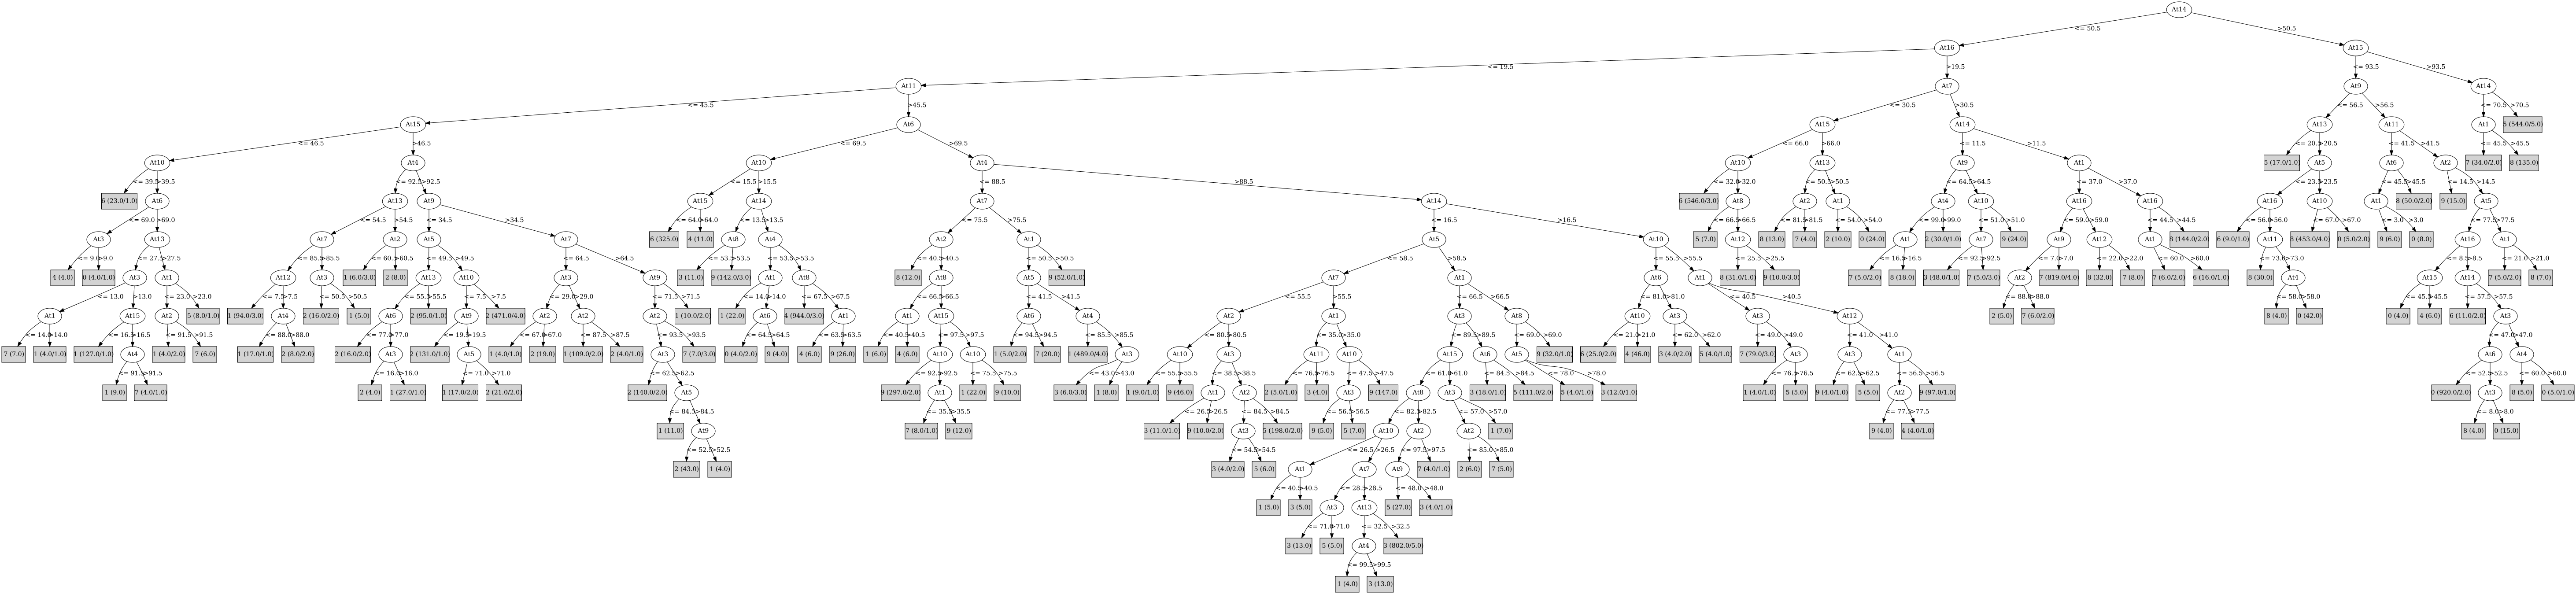 At14
<= 50.5 >50.5
At16 At15
<= 19.5 >19.5 <= 93.5 >93.5
At11 At7 At9 At14
<= 45.5 >45.5 <= 30.5 >30.5 <= 56.5 >56.5 <= 70.5 >70.5
At15 At6 At15 At14 At13 At11 At1 5 (544.0/5.0)
<= 46.5 >46.5 <= 69.5 >69.5 <= 66.0 >66.0 <= 11.5 >11.5 <= 20.5 >20.5 <= 41.5 >41.5 <= 45.5 >45.5
At10 At4 At10 At4 At10 At13 At9 At1 5 (17.0/1.0) At5 At6 At2 7 (34.0/2.0) 8 (135.0)
<= 39.5 >39.5 <= 92.5 >92.5 <= 15.5 >15.5 <= 88.5 >88.5 <= 32.0 >32.0 <= 50.5 >50.5 <= 64.5 >64.5 <= 37.0 >37.0 <= 23.5 >23.5 <= 45.5 >45.5 <= 14.5 >14.5
6 (23.0/1.0) At6 At13 At9 At15 At14 At7 At14 6 (546.0/3.0) At8 At2 At1 At4 At10 At16 At16 At16 At10 At1 8 (50.0/2.0) 9 (15.0) At5
<= 69.0 >69.0 <= 54.5 >54.5 <= 34.5 >34.5 <= 64.0 >64.0 <= 13.5 >13.5 <= 75.5 >75.5 <= 16.5 >16.5 <= 66.5 >66.5 <= 81.5 >81.5 <= 54.0 >54.0 <= 99.0 >99.0 <= 51.0 >51.0 <= 59.0 >59.0 <= 44.5 >44.5 <= 56.0 >56.0 <= 67.0 >67.0 <= 3.0 >3.0 <= 77.5 >77.5
At3 At13 At7 At2 At5 At7 6 (325.0) 4 (11.0) At8 At4 At2 At1 At5 At10 5 (7.0) At12 8 (13.0) 7 (4.0) 2 (10.0) 0 (24.0) At1 2 (30.0/1.0) At7 9 (24.0) At9 At12 At1 8 (144.0/2.0) 6 (9.0/1.0) At11 8 (453.0/4.0) 0 (5.0/2.0) 9 (6.0) 0 (8.0) At16 At1
<= 9.0 >9.0 <= 27.5 >27.5 <= 85.5 >85.5 <= 60.5 >60.5 <= 49.5 >49.5 <= 64.5 >64.5 <= 53.5 >53.5 <= 53.5 >53.5 <= 40.5 >40.5 <= 50.5 >50.5 <= 58.5 >58.5 <= 55.5 >55.5 <= 25.5 >25.5 <= 16.5 >16.5 <= 92.5 >92.5 <= 7.0 >7.0 <= 22.0 >22.0 <= 60.0 >60.0 <= 73.0 >73.0 <= 8.5 >8.5 <= 21.0 >21.0
4 (4.0) 0 (4.0/1.0) At3 At1 At12 At3 1 (6.0/3.0) 2 (8.0) At13 At10 At3 At9 3 (11.0) 9 (142.0/3.0) At1 At8 8 (12.0) At8 At5 9 (52.0/1.0) At7 At1 At6 At1 8 (31.0/1.0) 9 (10.0/3.0) 7 (5.0/2.0) 8 (18.0) 3 (48.0/1.0) 7 (5.0/3.0) At2 7 (819.0/4.0) 8 (32.0) 7 (8.0) 7 (6.0/2.0) 6 (16.0/1.0) 8 (30.0) At4 At15 At14 7 (5.0/2.0) 8 (7.0)
<= 13.0 >13.0 <= 23.0 >23.0 <= 7.5 >7.5 <= 50.5 >50.5 <= 55.5 >55.5 <= 7.5 >7.5 <= 29.0 >29.0 <= 71.5 >71.5 <= 14.0 >14.0 <= 67.5 >67.5 <= 66.5 >66.5 <= 41.5 >41.5 <= 55.5 >55.5 <= 66.5 >66.5 <= 81.0 >81.0 <= 40.5 >40.5 <= 88.0 >88.0 <= 58.0 >58.0 <= 45.5 >45.5 <= 57.5 >57.5
At1 At15 At2 5 (8.0/1.0) 1 (94.0/3.0) At4 2 (16.0/2.0) 1 (5.0) At6 2 (95.0/1.0) At9 2 (471.0/4.0) At2 At2 At2 1 (10.0/2.0) 1 (22.0) At6 4 (944.0/3.0) At1 At1 At15 At6 At4 At2 At1 At3 At8 At10 At3 At3 At12 2 (5.0) 7 (6.0/2.0) 8 (4.0) 0 (42.0) 0 (4.0) 4 (6.0) 6 (11.0/2.0) At3
<= 14.0 >14.0 <= 16.5 >16.5 <= 91.5 >91.5 <= 88.0 >88.0 <= 77.0 >77.0 <= 19.5 >19.5 <= 67.0 >67.0 <= 87.5 >87.5 <= 93.5 >93.5 <= 64.5 >64.5 <= 63.5 >63.5 <= 40.5 >40.5 <= 97.5 >97.5 <= 94.5 >94.5 <= 85.5 >85.5 <= 80.5 >80.5 <= 35.0 >35.0 <= 89.5 >89.5 <= 69.0 >69.0 <= 21.0 >21.0 <= 62.0 >62.0 <= 49.0 >49.0 <= 41.0 >41.0 <= 47.0 >47.0
7 (7.0) 1 (4.0/1.0) 1 (127.0/1.0) At4 1 (4.0/2.0) 7 (6.0) 1 (17.0/1.0) 2 (8.0/2.0) 2 (16.0/2.0) At3 2 (131.0/1.0) At5 1 (4.0/1.0) 2 (19.0) 1 (109.0/2.0) 2 (4.0/1.0) At3 7 (7.0/3.0) 0 (4.0/2.0) 9 (4.0) 4 (6.0) 9 (26.0) 1 (6.0) 4 (6.0) At10 At10 1 (5.0/2.0) 7 (20.0) 1 (489.0/4.0) At3 At10 At3 At11 At10 At15 At6 At5 9 (32.0/1.0) 6 (25.0/2.0) 4 (46.0) 3 (4.0/2.0) 5 (4.0/1.0) 7 (79.0/3.0) At3 At3 At1 At6 At4
<= 91.5 >91.5 <= 16.0 >16.0 <= 71.0 >71.0 <= 62.5 >62.5 <= 92.5 >92.5 <= 75.5 >75.5 <= 43.0 >43.0 <= 55.5 >55.5 <= 38.5 >38.5 <= 76.5 >76.5 <= 47.5 >47.5 <= 61.0 >61.0 <= 84.5 >84.5 <= 78.0 >78.0 <= 76.5 >76.5 <= 62.5 >62.5 <= 56.5 >56.5 <= 52.5 >52.5 <= 60.0 >60.0
1 (9.0) 7 (4.0/1.0) 2 (4.0) 1 (27.0/1.0) 1 (17.0/2.0) 2 (21.0/2.0) 2 (140.0/2.0) At5 9 (297.0/2.0) At1 1 (22.0) 9 (10.0) 3 (6.0/3.0) 1 (8.0) 1 (9.0/1.0) 9 (46.0) At1 At2 2 (5.0/1.0) 3 (4.0) At3 9 (147.0) At8 At3 3 (18.0/1.0) 5 (111.0/2.0) 5 (4.0/1.0) 3 (12.0/1.0) 1 (4.0/1.0) 5 (5.0) 9 (4.0/1.0) 5 (5.0) At2 9 (97.0/1.0) 0 (920.0/2.0) At3 8 (5.0) 0 (5.0/1.0)
<= 84.5 >84.5 <= 35.5 >35.5 <= 26.5 >26.5 <= 84.5 >84.5 <= 56.5 >56.5 <= 82.5 >82.5 <= 57.0 >57.0 <= 77.5 >77.5 <= 8.0 >8.0
1 (11.0) At9 7 (8.0/1.0) 9 (12.0) 3 (11.0/1.0) 9 (10.0/2.0) At3 5 (198.0/2.0) 9 (5.0) 5 (7.0) At10 At2 At2 1 (7.0) 9 (4.0) 4 (4.0/1.0) 8 (4.0) 0 (15.0)
<= 52.5 >52.5 <= 54.5 >54.5 <= 26.5 >26.5 <= 97.5 >97.5 <= 85.0 >85.0
2 (43.0) 1 (4.0) 3 (4.0/2.0) 5 (6.0) At1 At7 At9 7 (4.0/1.0) 2 (6.0) 7 (5.0)
<= 40.5 >40.5 <= 28.5 >28.5 <= 48.0 >48.0
1 (5.0) 3 (5.0) At3 At13 5 (27.0) 3 (4.0/1.0)
<= 71.0 >71.0 <= 32.5 >32.5
3 (13.0) 5 (5.0) At4 3 (802.0/5.0)
<= 99.5 >99.5
1 (4.0) 3 (13.0)